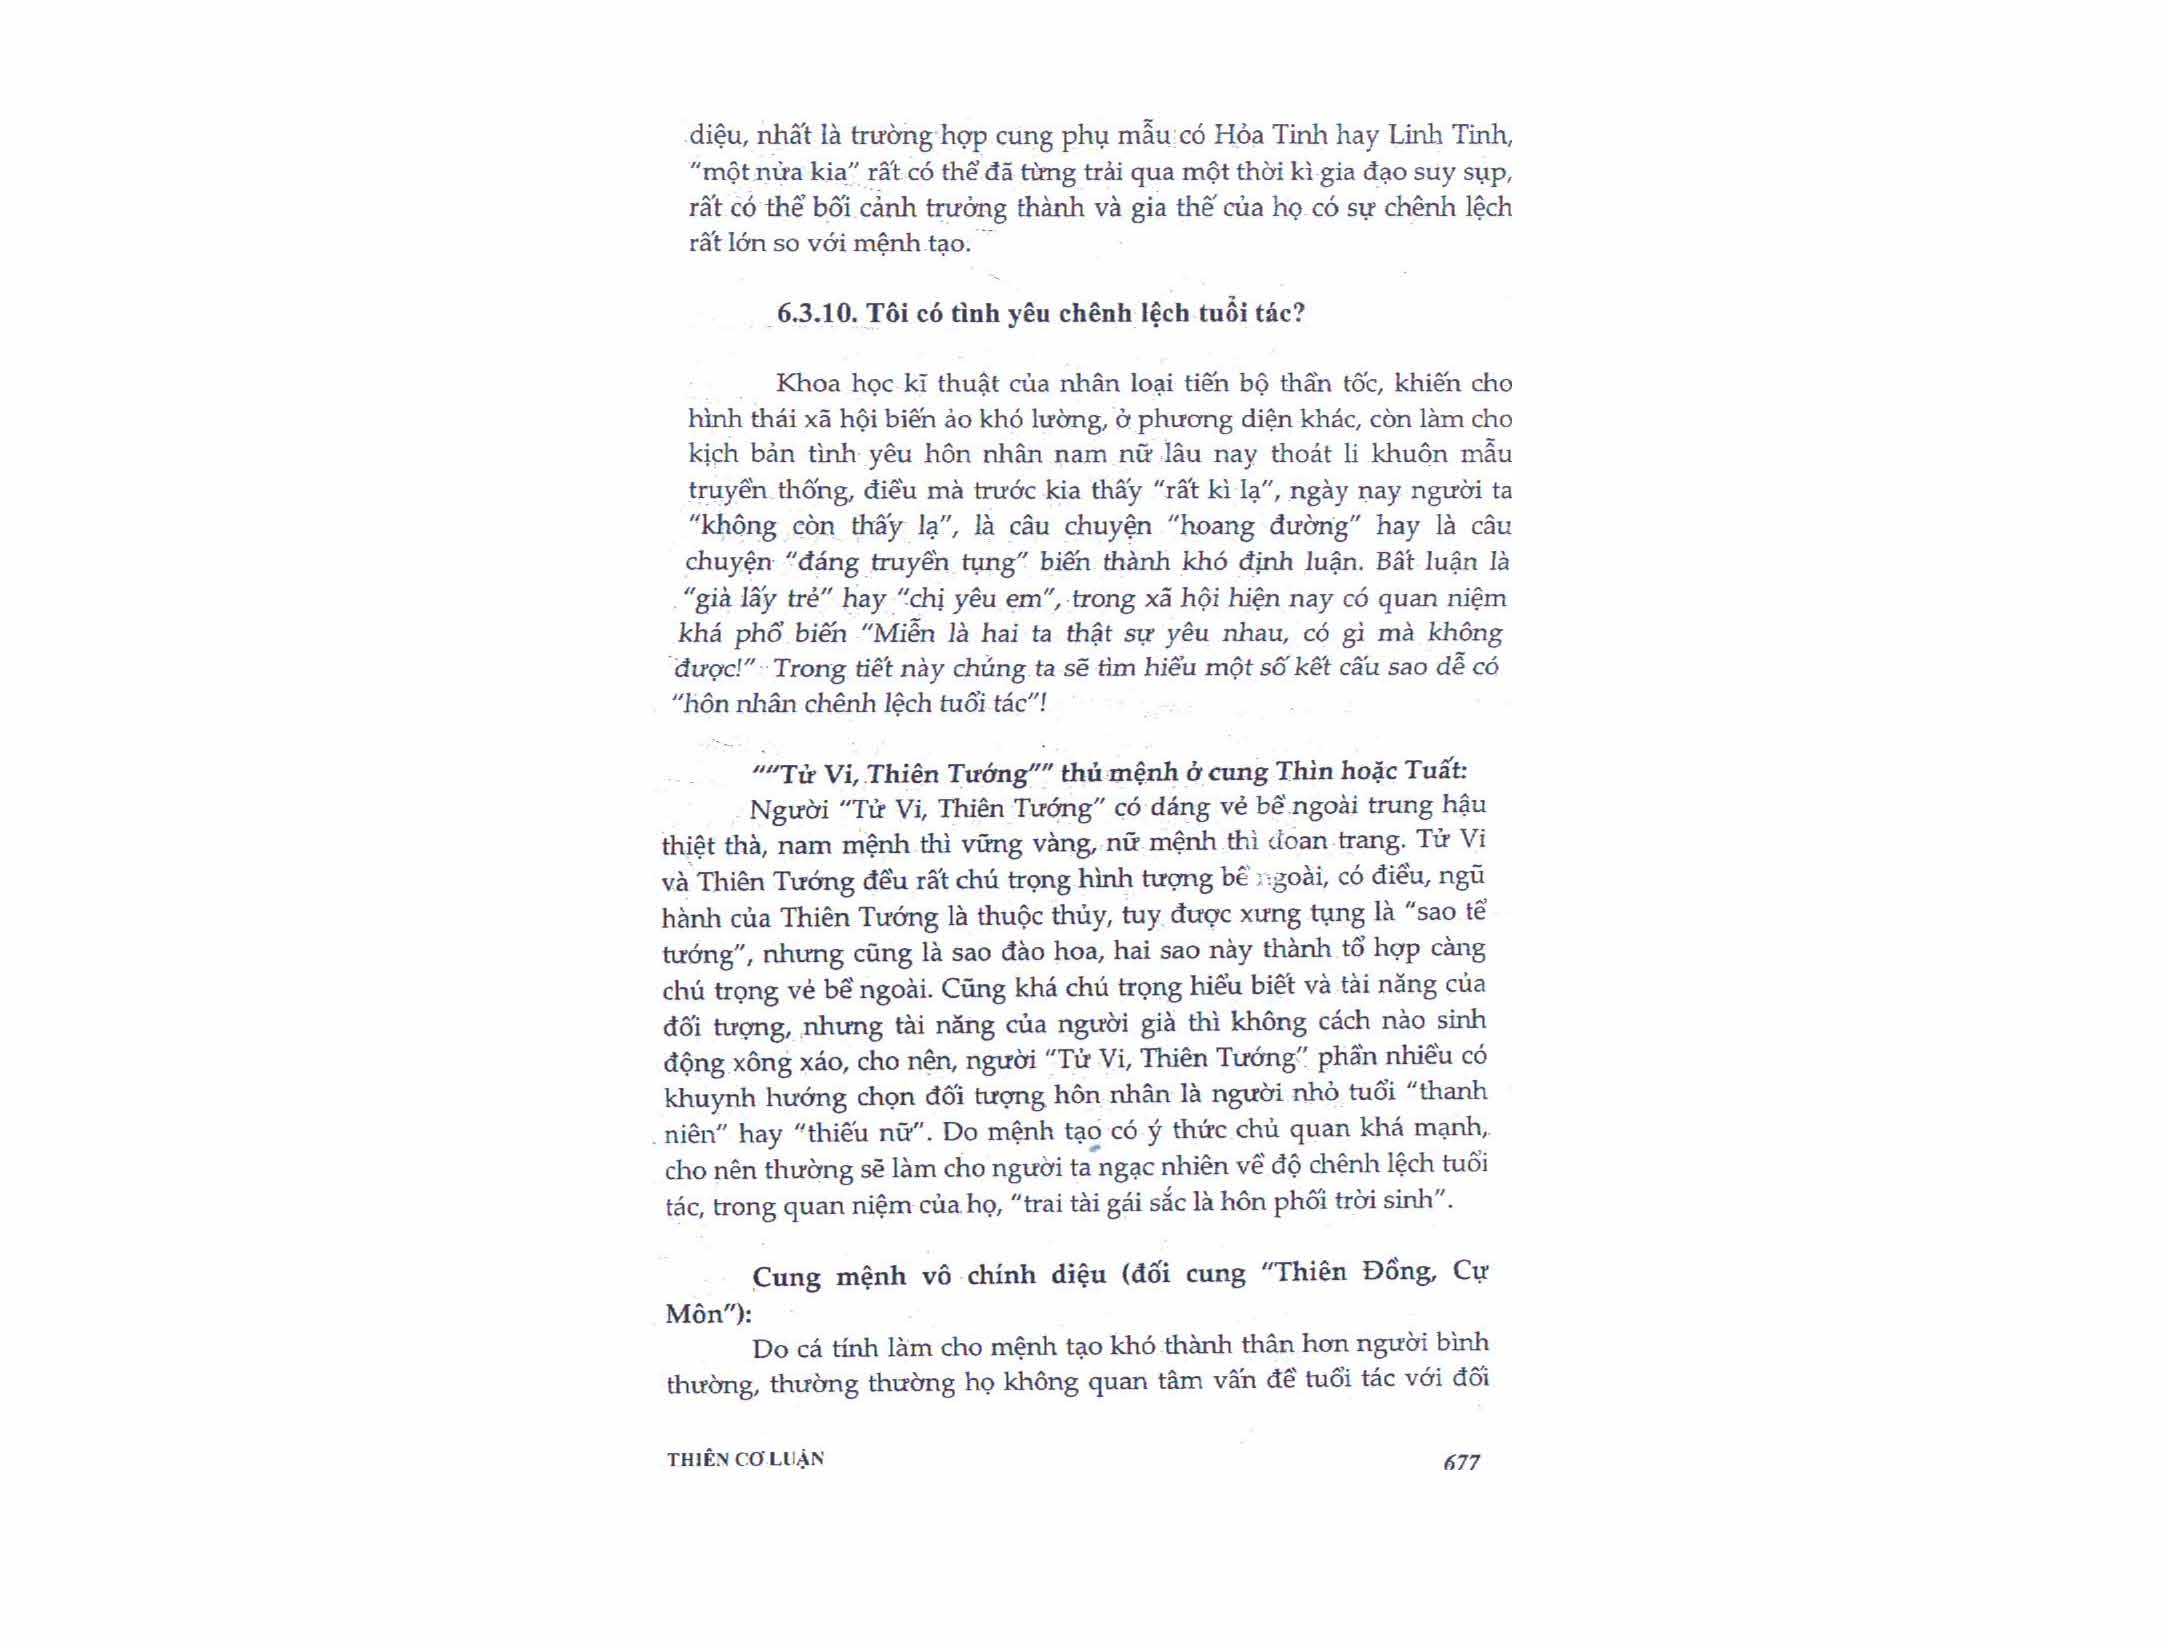 diệu, nhất là trường hợp cung phụ mẫu có Hỏa Tinh hay Linh Tinh,
“một nửa kia” rất có thể đã từng trải qua một thời kì gia đạo suy sụp,
rất có thể bối cảnh trưởng thành và gia thế của họ có sự chênh lệch
rất lớn so với mệnh tạo.
6.3.10. Tôi có tình yêu chênh lệch tuổi tác?
Khoa học kĩ thuật của nhân loại tiến bộ thần tốc, khiến cho
hình thái xã hội biến ảo khó lường, ở phương diện khác, còn làm cho
kịch bản tình yêu hôn nhân nam nữ lâu nay thoát li khuôn mẫu
truyền thống, điều mà trước kia thấy “rất kì lạ”, ngày nay người ta
“không còn thấy lạ”, là câu chuyện “hoang đường” hay là câu
chuyện “đáng truyền tụng” biến thành khó định luận. Bất luận là
“già lấy trẻ” hay “chị yêu em”, trong xã hội hiện nay có quan niệm
khá phổ biến “Miễn là hai ta thật sự yêu nhau, có gì mà không
được!” Trong tiết này chúng ta sẽ tìm hiểu một số kết cấu sao dễ có
“hôn nhân chênh lệch tuổi tác”!
““Tử Vi, Thiên Tướng”” thủ mệnh ở cung Thìn hoặc Tuất:
Người “Tử Vi, Thiên Tướng” có dáng vẻ bề ngoài trung hậu
thiệt thà, nam mệnh thì vững vàng, nữ mệnh thì đoan trang. Tử Vi
và Thiên Tướng đều rất chú trọng hình tượng bề ngoài, có điều, ngũ
hành của Thiên Tướng là thuộc thủy, tuy được xưng tụng là “sao tể
tướng”, nhưng cũng là sao đào hoa, hai sao này thành tổ hợp càng
chú trọng vẻ bề ngoài. Cũng khá chú trọng hiểu biết và tài năng của
đối tượng, nhưng tài năng của người già thì không cách nào sinh
động xông xáo, cho nên, người “Tử Vi, Thiên Tướng” phần nhiều có
khuynh hướng chọn đối tượng hôn nhân là người nhỏ tuổi “thanh
niên” hay “thiếu nữ”. Do mệnh tạo có ý thức chủ quan khá mạnh,
cho nên thường sẽ làm cho người ta ngạc nhiên về độ chênh lệch tuổi
tác, trong quan niệm của họ, “trai tài gái sắc là hôn phối trời sinh”.
Cung mệnh vô chính diệu (đối cung “Thiên Đồng, Cự
Môn”):
Do cá tính làm cho mệnh tạo khó thành thân hơn người bình
thường, thường thường họ không quan tâm vấn đề tuổi tác với đối
THIÊN CƠ LUẬN 677